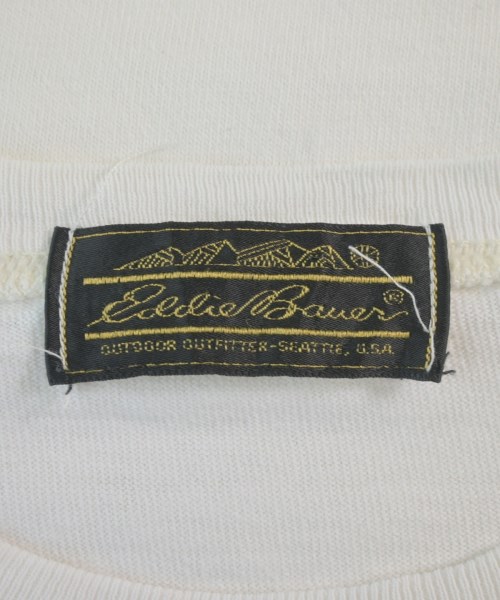 Eddie Bauer®
OUTDOOR OUTFITTER-SEATTLE, U.S.A.